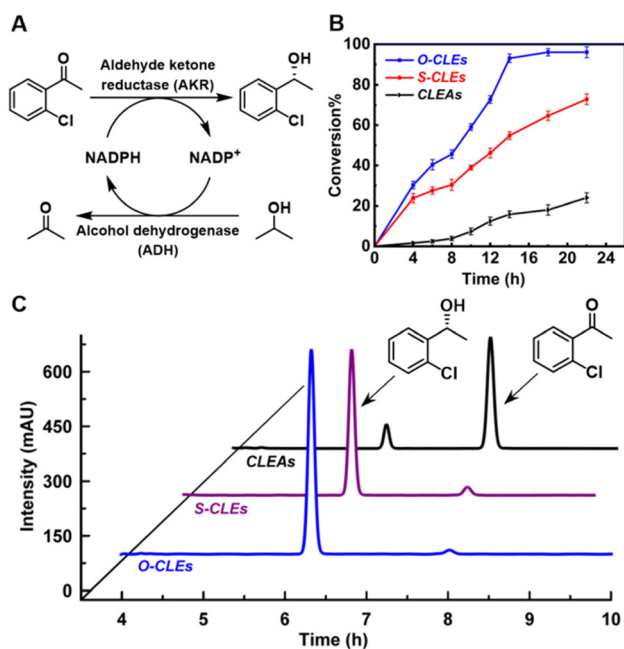 A
O
Cl
Aldehyde ketone
reductase (AKR)
OH
Cl
NADPH
NADP+
O
Alcohol dehydrogenase
(ADH)
OH
B
100
80
60
40
20
0
Conversion%
O-CLEs
S-CLEs
CLEAs
0 4 8 12 16 20 24
Time (h)
C
OH
Cl
O
Cl
600
450
300
150
0
Intensity (mAU)
CLEAs
S-CLEs
O-CLEs
4 5 6 7 8 9 10
Time (h)